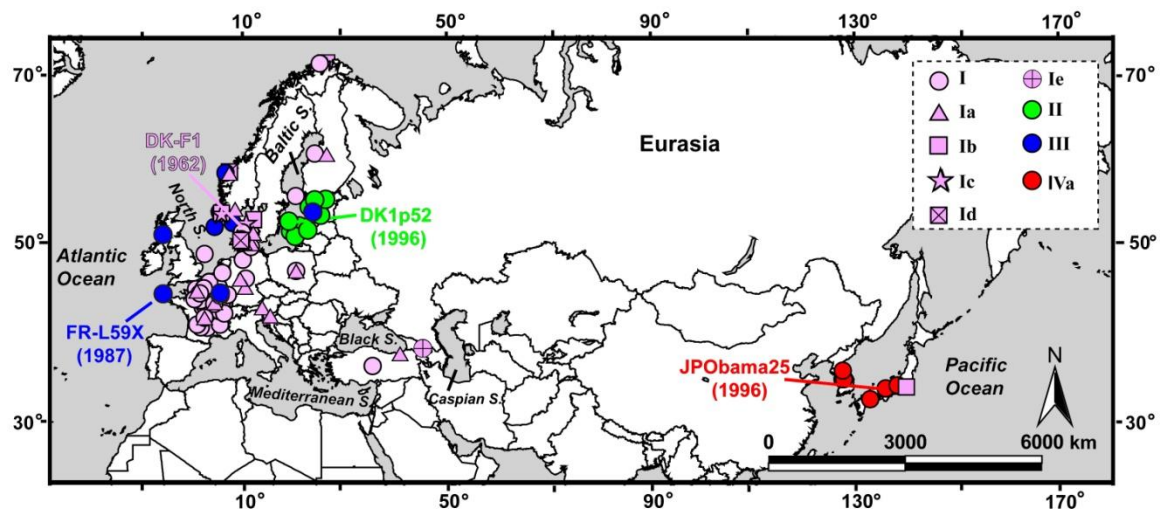 10° 50° 90° 130° 170°
70° 70°
I Ie
Ia II
Ib III
Ic IVa
Id
Eurasia
Baltic S.
DK-F1
(1962)
North S.
DK1p52
(1996)
50° 50°
Atlantic
Ocean
FR-L59X
(1987)
Black S.
Mediterranean S.
Caspian S.
JPObama25
(1996)
Pacific
Ocean
N
30° 30°
0 3000 6000 km
10° 50° 90° 130° 170°